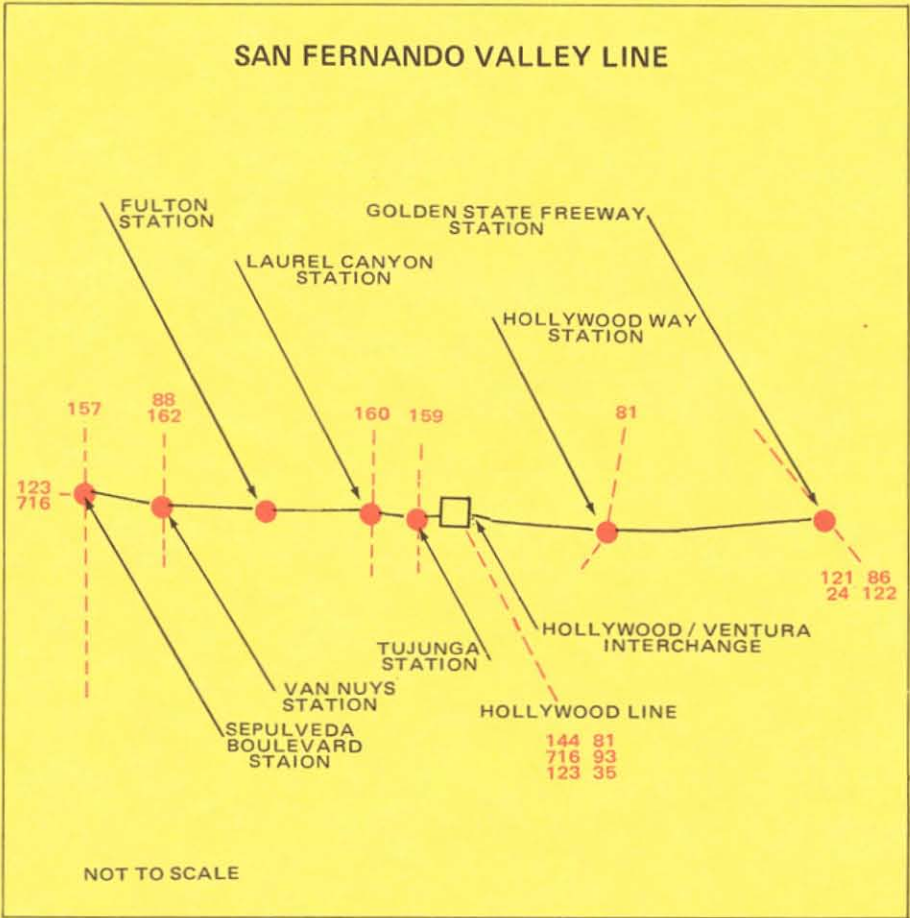 SAN FERNANDO VALLEY LINE
FULTON
STATION
GOLDEN STATE FREEWAY
STATION
LAUREL CANYON
STATION
HOLLYWOOD WAY
STATION
157
88
162
160
159
81
123
716
121 86
24 122
HOLLYWOOD / VENTURA
INTERCHANGE
TUJUNGA
STATION
VAN NUYS
STATION
HOLLYWOOD LINE
SEPULVEDA
BOULEVARD
STAION
144 81
716 93
123 35
NOT TO SCALE